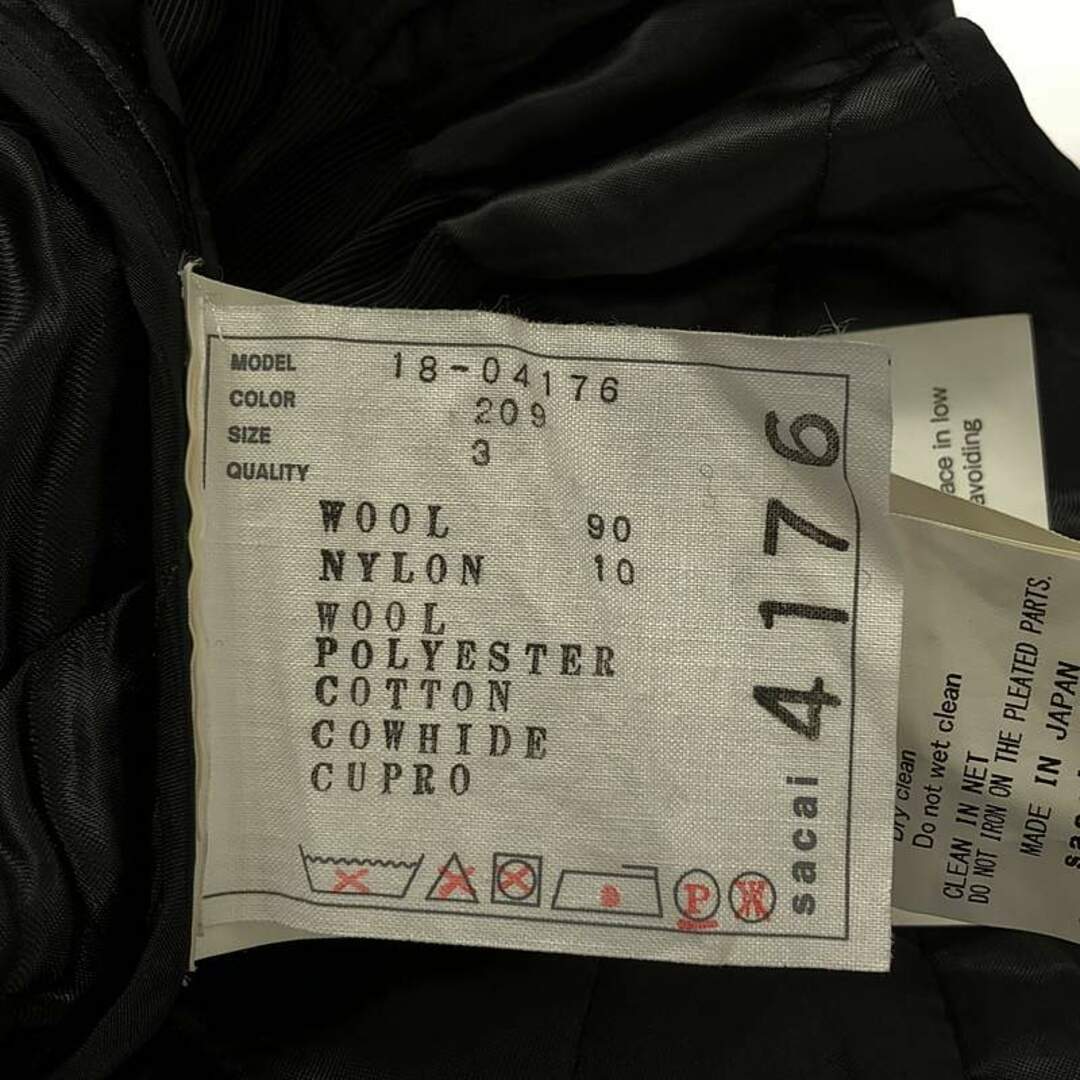 MODEL 18-04176
COLOR 209
SIZE 3
QUALITY
WOOL 90
NYLON 10
WOOL
POLYESTER
COTTON
COWHIDE
CUPRO
P
W
sacai 4176
ace in low
avoiding
Dry clean
Do not wet clean
CLEAN IN NET
DO NOT IRON ON THE PLEATED PARTS.
MADE IN JAPAN